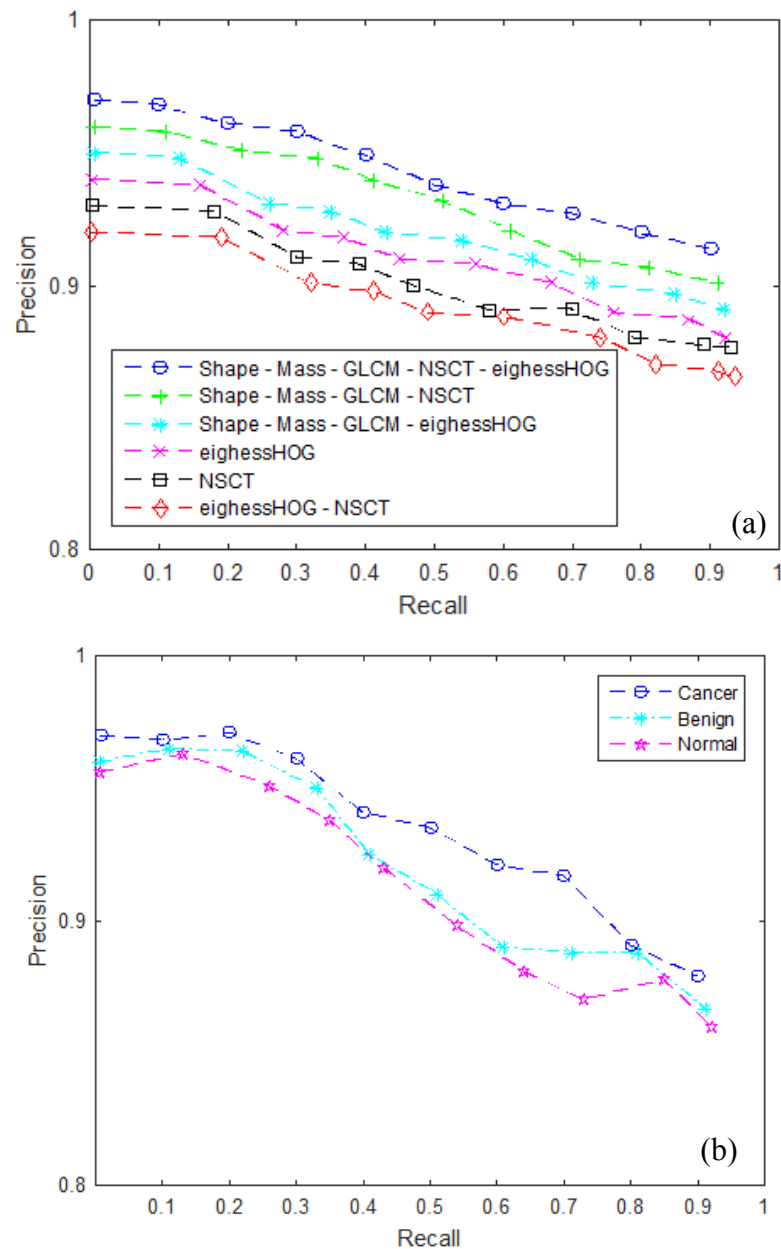 1
0.9
0.8
Precision
Shape - Mass - GLCM - NSCT - eighessHOG
Shape - Mass - GLCM - NSCT
Shape - Mass - GLCM - eighessHOG
eighessHOG
NSCT
eighessHOG - NSCT
(a)
0 0.1 0.2 0.3 0.4 0.5 0.6 0.7 0.8 0.9 1
Recall
1
0.9
0.8
Precision
Cancer
Benign
Normal
(b)
0.1 0.2 0.3 0.4 0.5 0.6 0.7 0.8 0.9 1
Recall